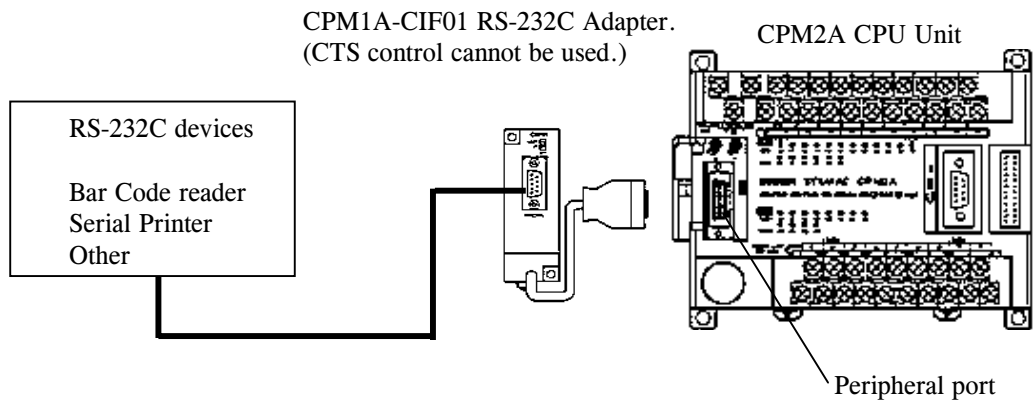 CPM1A-CIF01 RS-232C Adapter.
(CTS control cannot be used.)
CPM2A CPU Unit
RS-232C devices
Bar Code reader
Serial Printer
Other
Peripheral port